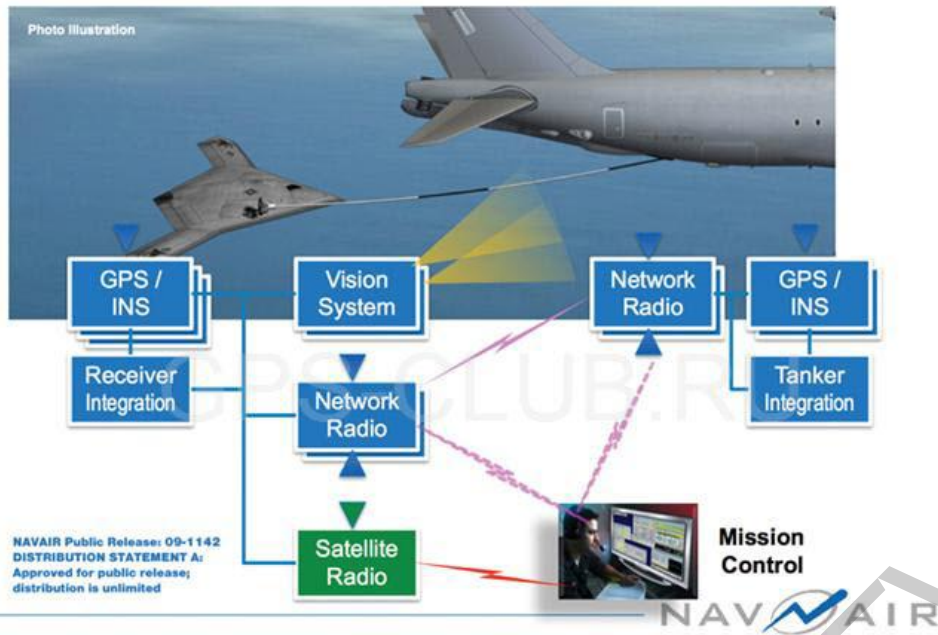 Photo Illustration
GPS /
INS
Vision
System
Network
Radio
GPS /
INS
Receiver
Integration
Network
Radio
Tanker
Integration
GPS-CLUB.RU
Satellite
Radio
Mission
Control
NAVAIR Public Release: 09-1142
DISTRIBUTION STATEMENT A:
Approved for public release;
distribution is unlimited
NAVAIR